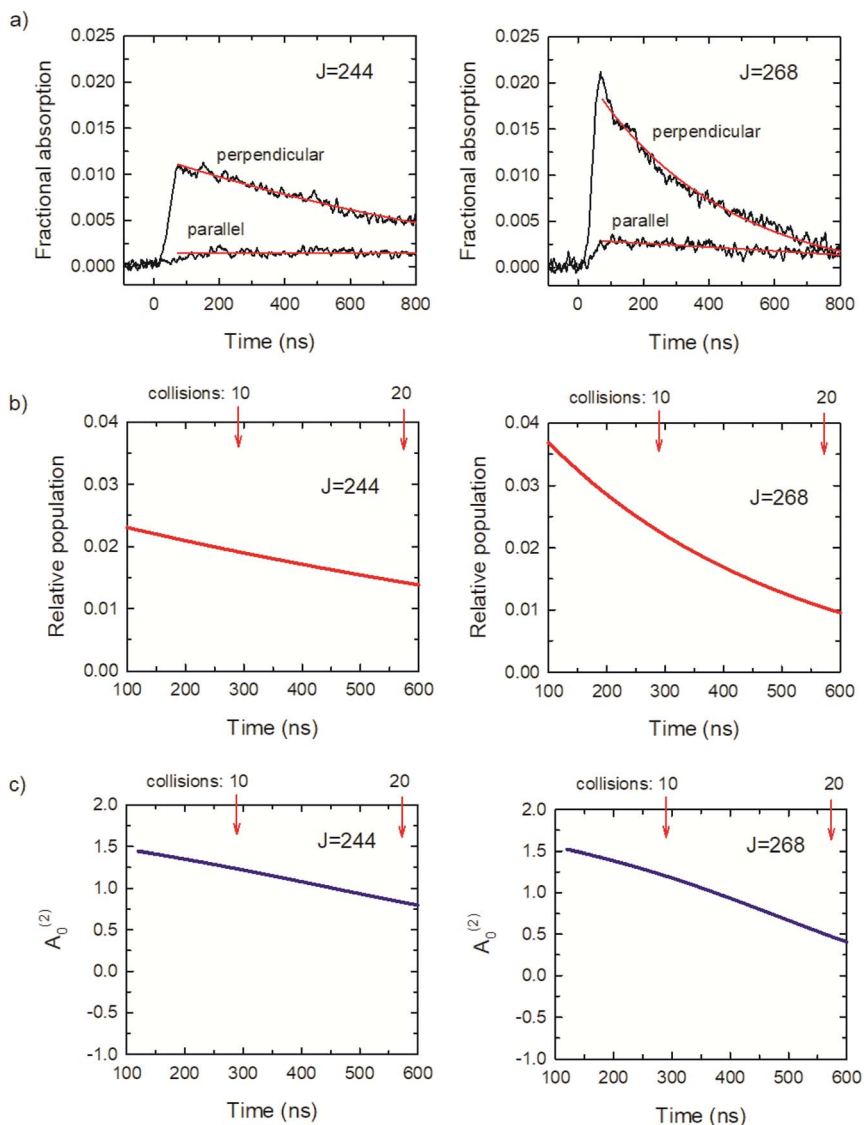 a)
0.025
0.020
0.015
0.010
0.005
0.000
Fractional absorption
J=244
perpendicular
parallel
0 200 400 600 800
Time (ns)
0.025
0.020
0.015
0.010
0.005
0.000
Fractional absorption
J=268
perpendicular
parallel
0 200 400 600 800
Time (ns)
b)
collisions: 10 20
0.04
0.03
0.02
0.01
0.00
Relative population
J=244
100 200 300 400 500 600
Time (ns)
collisions: 10 20
0.04
0.03
0.02
0.01
0.00
Relative population
J=268
100 200 300 400 500 600
Time (ns)
c)
collisions: 10 20
2.0
1.5
1.0
0.5
0.0
-0.5
-1.0
A₀⁽²⁾
J=244
100 200 300 400 500 600
Time (ns)
collisions: 10 20
2.0
1.5
1.0
0.5
0.0
-0.5
-1.0
A₀⁽²⁾
J=268
100 200 300 400 500 600
Time (ns)